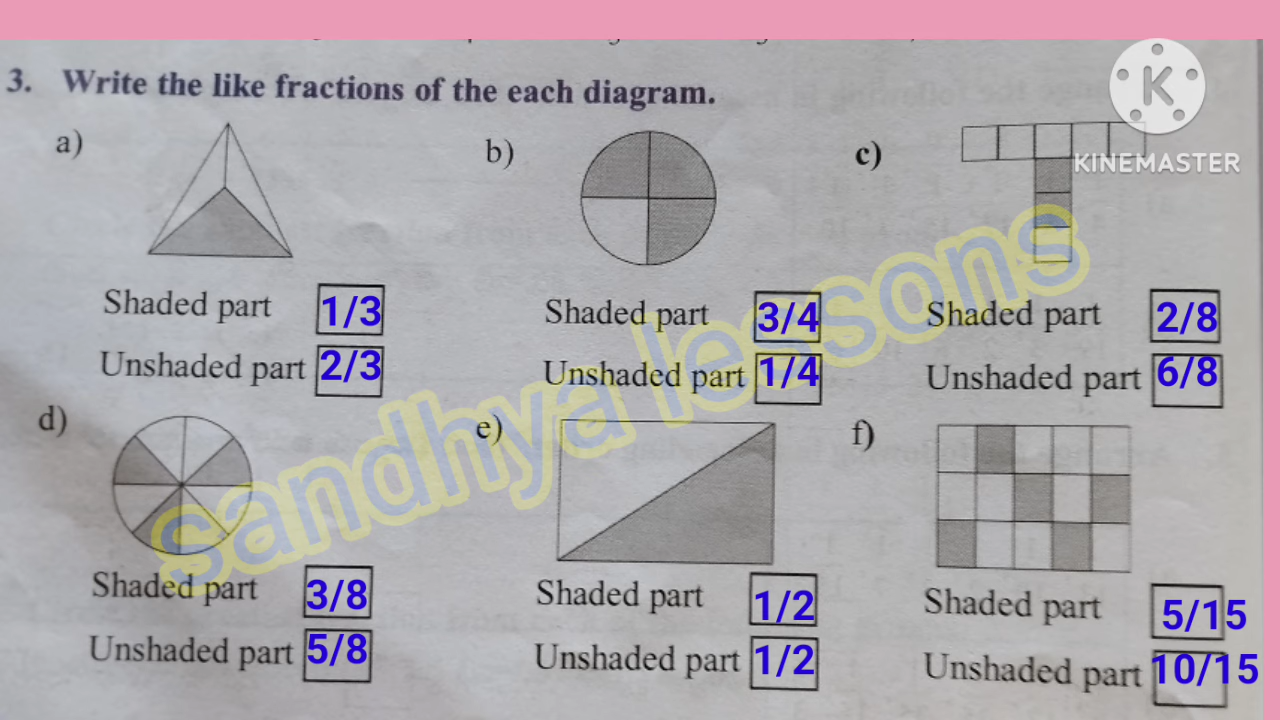 3. Write the like fractions of the each diagram.
KINEMASTER
a)
b)
c)
Shaded part 1/3
Unshaded part 2/3
Shaded part 3/4
Unshaded part 1/4
Shaded part 2/8
Unshaded part 6/8
sandhya lessons
d)
e)
f)
Shaded part 3/8
Unshaded part 5/8
Shaded part 1/2
Unshaded part 1/2
Shaded part 5/15
Unshaded part 10/15